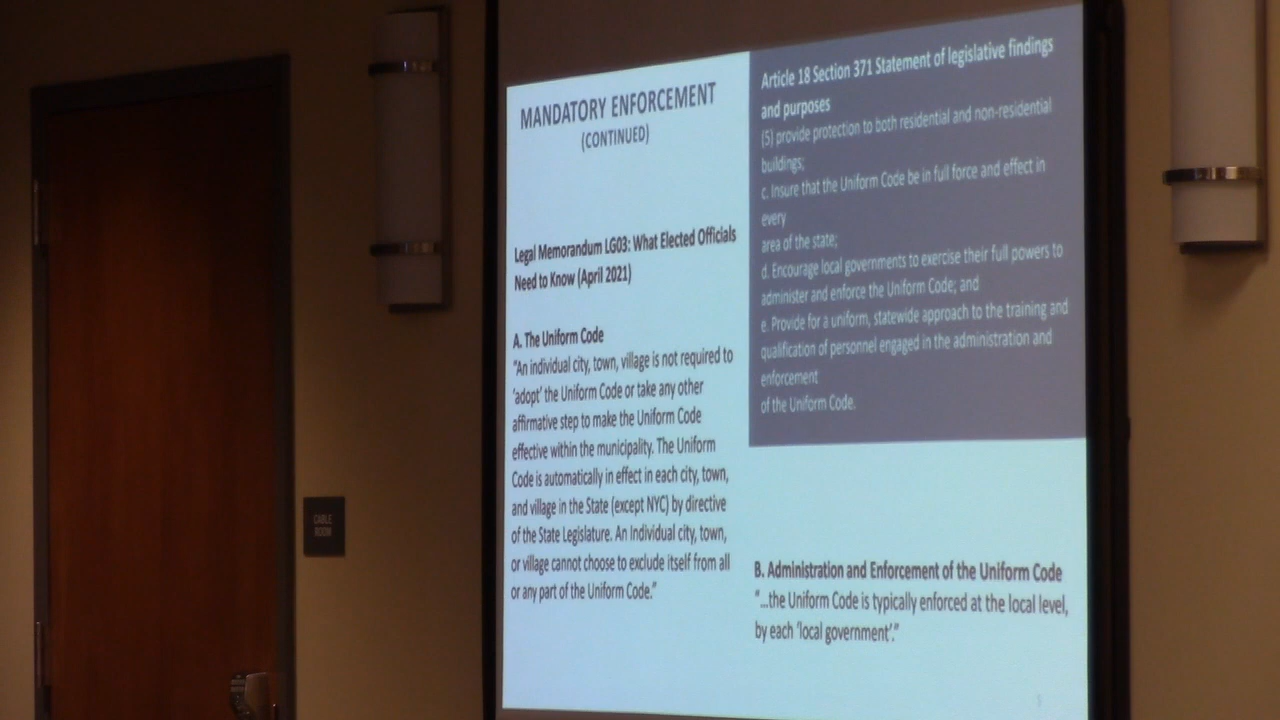 MANDATORY ENFORCEMENT
(CONTINUED)
Legal Memorandum LG03: What Elected Officials
Need to Know (April 2021)
A. The Uniform Code
"An individual city, town, village is not required to
'adopt' the Uniform Code or take any other
affirmative step to make the Uniform Code
effective within the municipality. The Uniform
Code is automatically in effect in each city, town,
and village in the State (except NYC) by directive
of the State Legislature. An Individual city, town,
or village cannot choose to exclude itself from all
or any part of the Uniform Code."
Article 18 Section 371 Statement of legislative findings
and purposes
(5) provide protection to both residential and non-residential
buildings;
c. Insure that the Uniform Code be in full force and effect in
every
area of the state;
d. Encourage local governments to exercise their full powers to
administer and enforce the Uniform Code; and
e. Provide for a uniform, statewide approach to the training and
qualification of personnel engaged in the administration and
enforcement
of the Uniform Code.
B. Administration and Enforcement of the Uniform Code
"...the Uniform Code is typically enforced at the local level,
by each 'local government'."
CABLE
ROOM